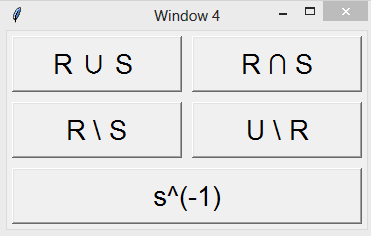 Window 4
R ∪ S
R ∩ S
R \ S
U \ R
s^(-1)